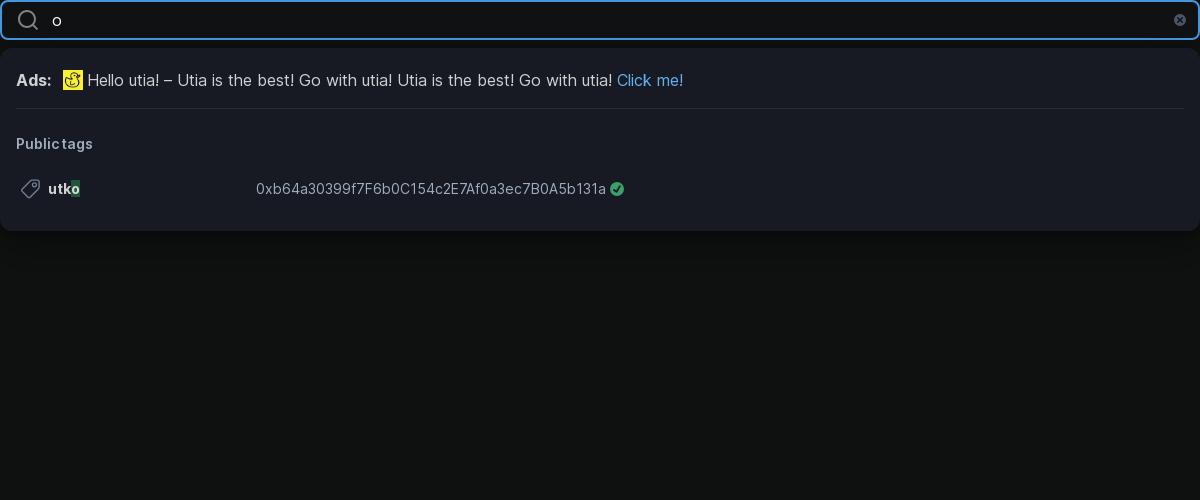 o
Ads: Hello utia! – Utia is the best! Go with utia! Utia is the best! Go with utia! Click me!
Public tags
utko 0xb64a30399f7F6b0C154c2E7Af0a3ec7B0A5b131a